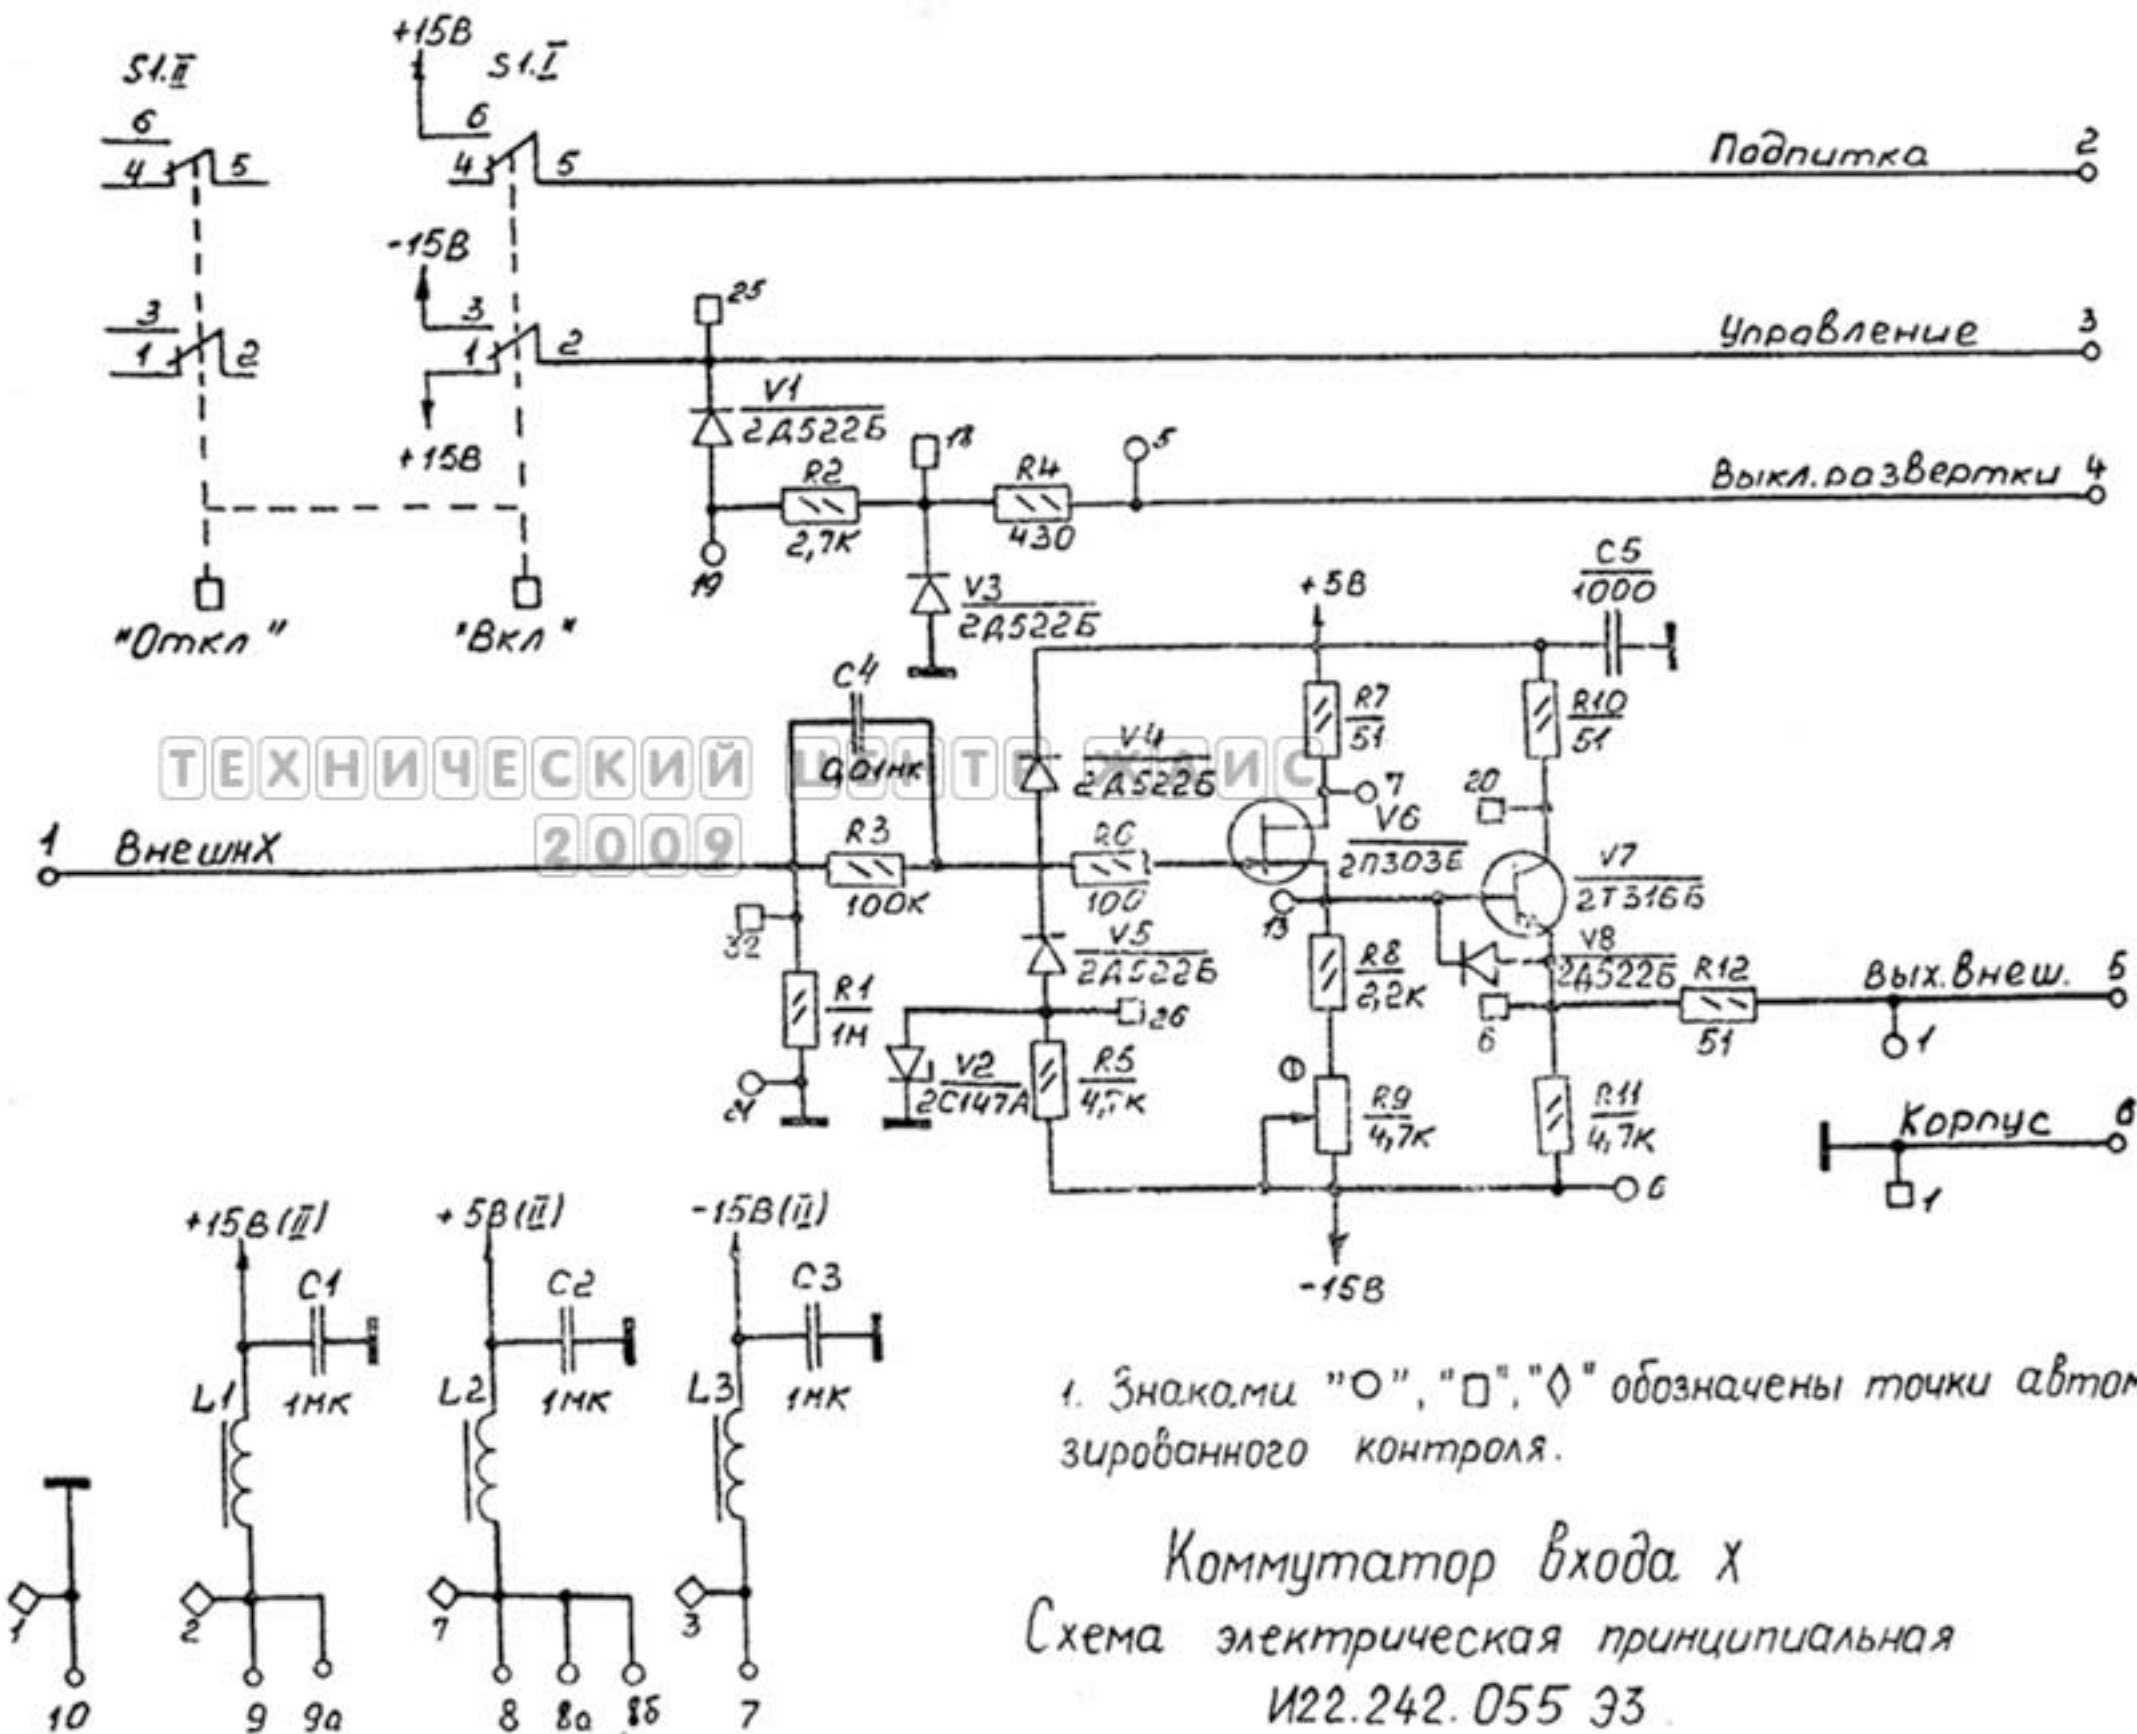 S1.II
+15В
S1.I
6
4
5
6
4
5
Подпитка
2
-15В
3
1
2
3
1
2
+15В
25
Управление
3
V1
2Д522Б
18
5
R2
2,7К
R4
430
Выкл.развертки
4
19
V3
2Д522Б
"Откл"
"Вкл"
+5В
C5
1000
C4
0,01мк
V4
2Д522Б
R7
51
R10
51
7
20
ТЕХНИЧЕСКИЙ ЦЕНТР ЖАИС
2009
1
ВнешнX
R3
100К
R6
100
V6
2П303Е
V7
2Т316Б
13
32
R1
1М
21
V5
2Д522Б
26
V2
2С147А
R5
4,7К
R8
2,2К
V8
2Д522Б
6
R12
51
Вых.Внеш.
5
1
R9
4,7К
R11
4,7К
6
Корпус
1
-15В
+15В(II)
+5В(II)
-15В(II)
C1
1МК
C2
1МК
C3
1МК
L1
L2
L3
1
2
7
3
10
9
9а
8
8а
8б
7
1. Знаками "○", "□", "◇" обозначены точки автом
зированного контроля.
Коммутатор входа X
Схема электрическая принципиальная
И22.242.055 Э3